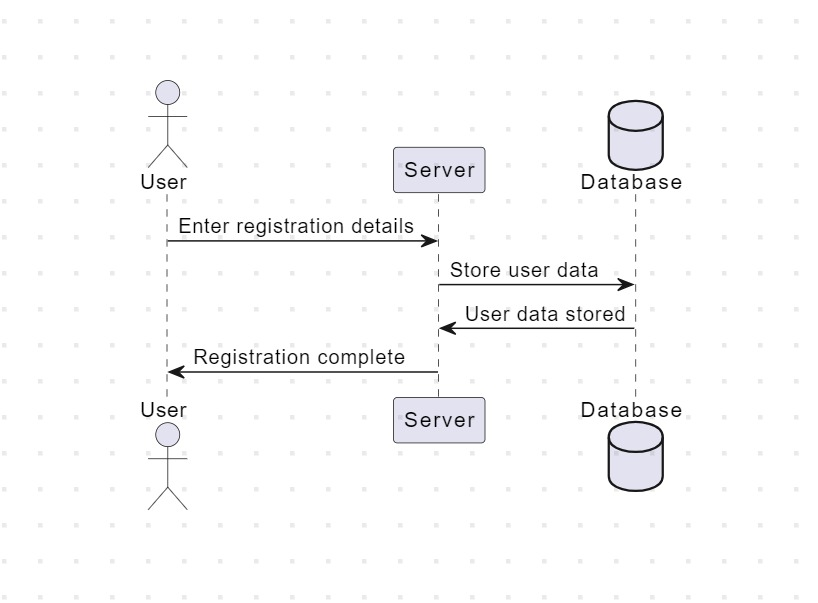 User
Server
Database
Enter registration details
Store user data
User data stored
Registration complete
User
Server
Database